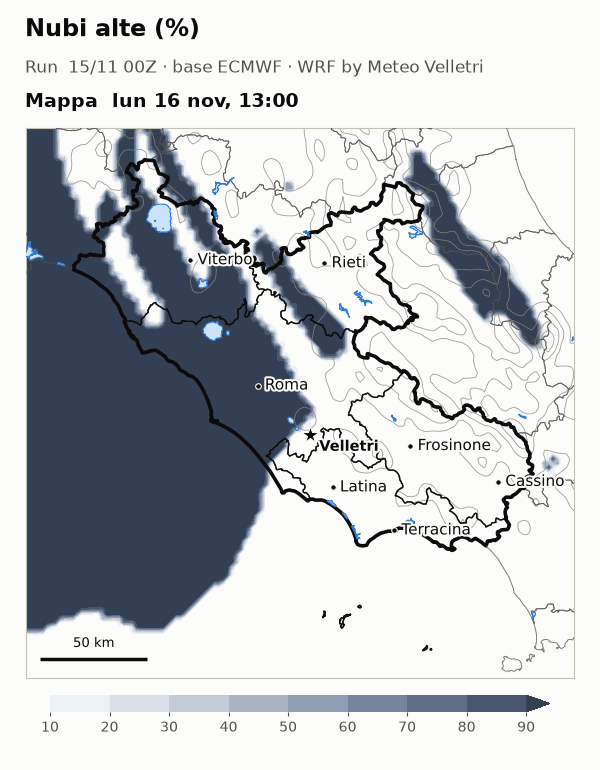 Nubi alte (%)
Run  15/11 00Z · base ECMWF · WRF by Meteo Velletri
Mappa  lun 16 nov, 13:00
Viterbo
Rieti
Roma
Velletri
Frosinone
Cassino
Latina
Terracina
50 km
10 20 30 40 50 60 70 80 90